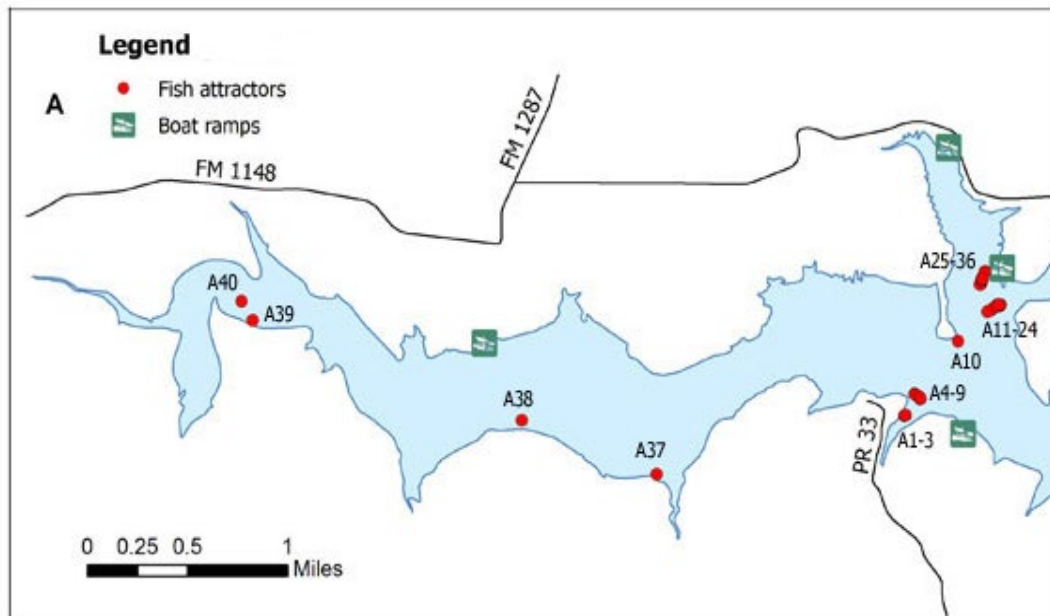 Legend
A
Fish attractors
Boat ramps
FM 1287
FM 1148
A25-36
A40
A39
A11-24
A10
A38
A4-9
A1-3
A37
PR 33
0 0.25 0.5 1
Miles